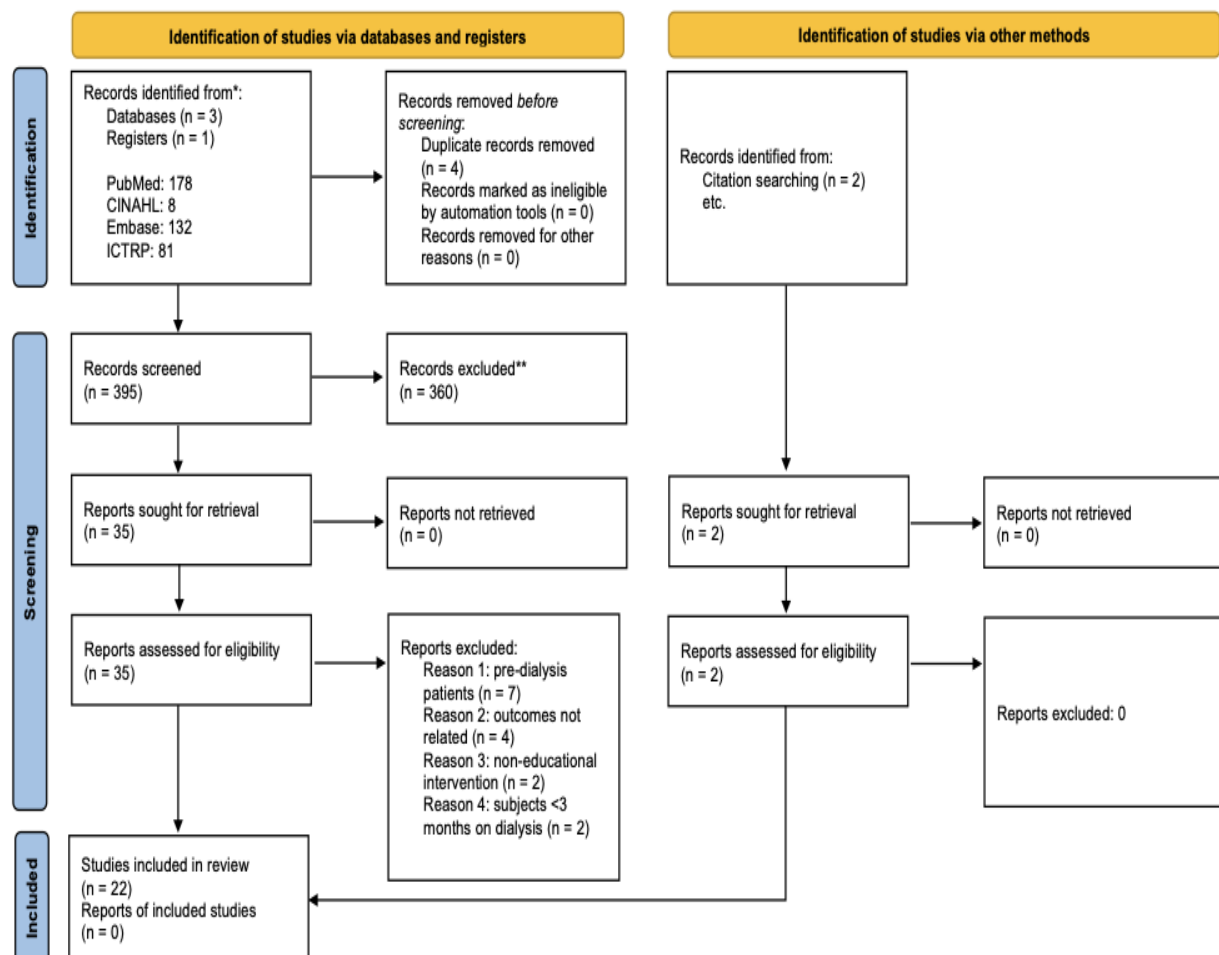 Identification of studies via databases and registers
Identification of studies via other methods
Identification
Records identified from*:
Databases (n = 3)
Registers (n = 1)
PubMed: 178
CINAHL: 8
Embase: 132
ICTRP: 81
Records removed before
screening:
Duplicate records removed
(n = 4)
Records marked as ineligible
by automation tools (n = 0)
Records removed for other
reasons (n = 0)
Records identified from:
Citation searching (n = 2)
etc.
Screening
Records screened
(n = 395)
Records excluded**
(n = 360)
Reports sought for retrieval
(n = 35)
Reports not retrieved
(n = 0)
Reports sought for retrieval
(n = 2)
Reports not retrieved
(n = 0)
Reports assessed for eligibility
(n = 35)
Reports excluded:
Reason 1: pre-dialysis
patients (n = 7)
Reason 2: outcomes not
related (n = 4)
Reason 3: non-educational
intervention (n = 2)
Reason 4: subjects <3
months on dialysis (n = 2)
Reports assessed for eligibility
(n = 2)
Reports excluded: 0
Included
Studies included in review
(n = 22)
Reports of included studies
(n = 0)